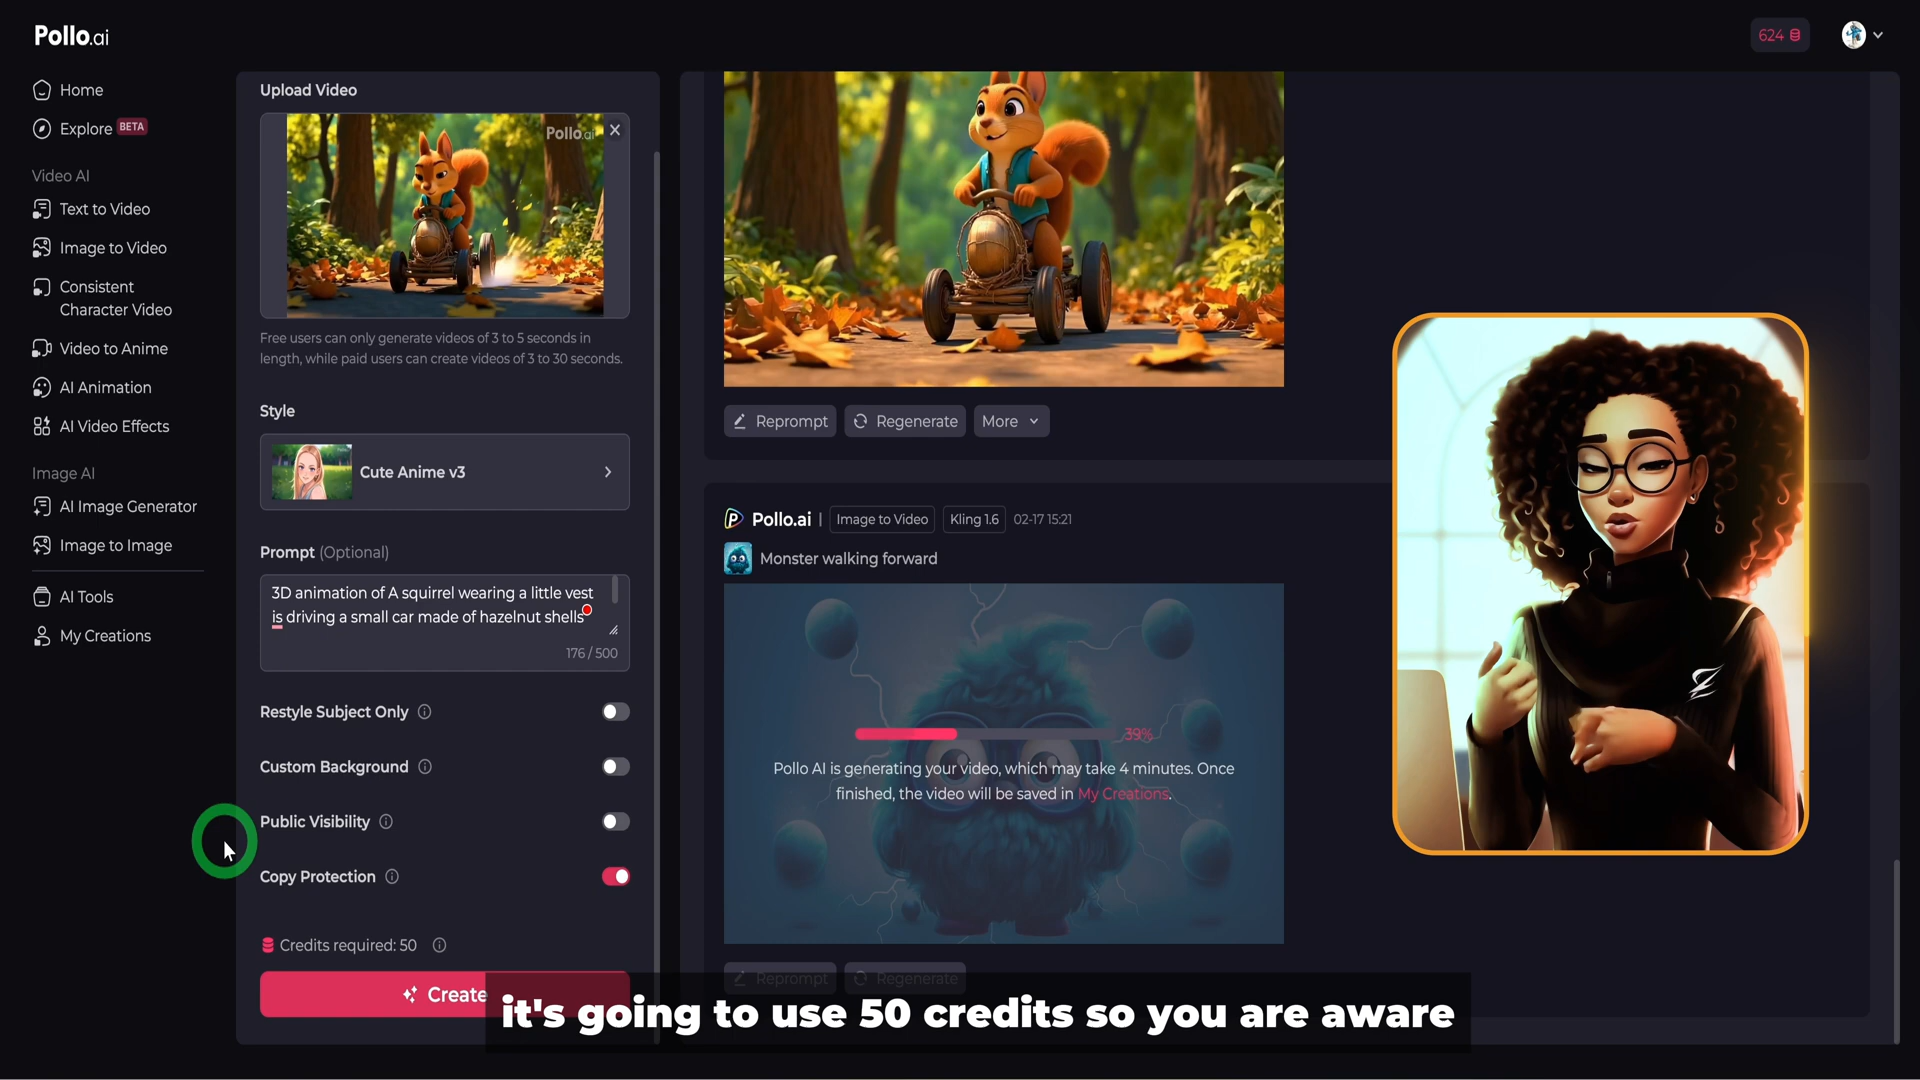 Pollo.ai
624
Home
Explore BETA
Video AI
Text to Video
Image to Video
Consistent
Character Video
Video to Anime
AI Animation
AI Video Effects
Image AI
AI Image Generator
Image to Image
AI Tools
My Creations
Upload Video
Pollo.ai
Free users can only generate videos of 3 to 5 seconds in
length, while paid users can create videos of 3 to 30 seconds.
Style
Cute Anime v3
Prompt (Optional)
3D animation of A squirrel wearing a little vest
is driving a small car made of hazelnut shells
176 / 500
Restyle Subject Only
Custom Background
Public Visibility
Copy Protection
Credits required: 50
Create
Reprompt
Regenerate
More
Pollo.ai | Image to Video Kling 1.6 02-17 15:21
Monster walking forward
39%
Pollo AI is generating your video, which may take 4 minutes. Once
finished, the video will be saved in My Creations.
Reprompt
Regenerate
it's going to use 50 credits so you are aware